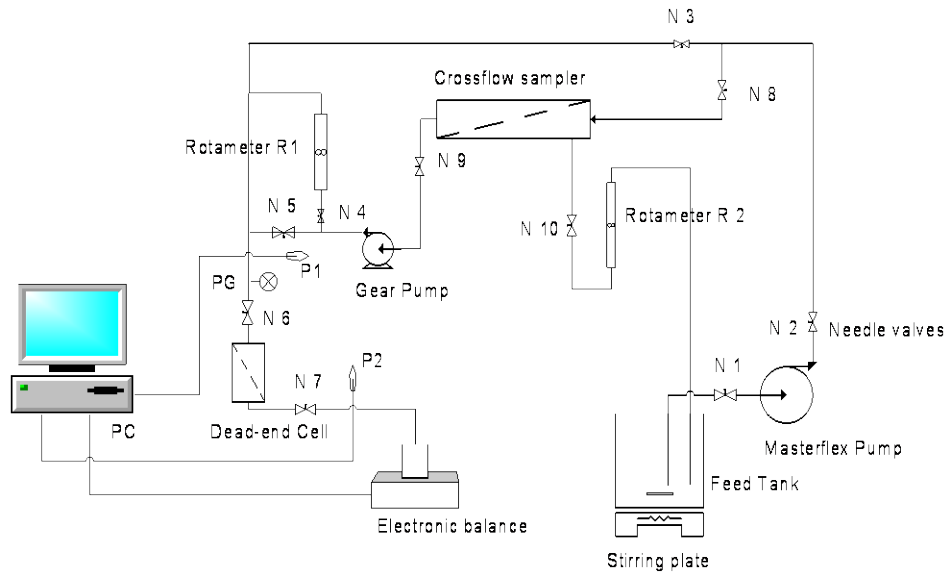 N 3
Crossflow sampler
N 8
Rotameter R1
N 9
N 5
N 4
N 10
Rotameter R 2
P1
PG
Gear Pump
N 6
N 2
Needle valves
P2
N 7
N 1
PC
Dead-end Cell
Masterflex Pump
Feed Tank
Electronic balance
Stirring plate